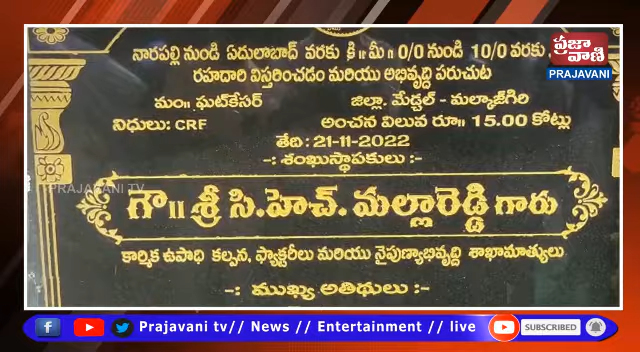 నారపల్లి నుండి ఏదులాబాద్ వరకు కి॥ మీ॥ 0/0 నుండి 10/0 వరకు
రహదారి విస్తరించడం మరియు అభివృద్ధి పరుచుట
మం॥ ఘట్‌కేసర్ జిల్లా. మేడ్చల్ - మల్కాజ్‌గిరి
నిధులు: CRF అంచన విలువ రూ॥ 15.00 కోట్లు
తేది: 21-11-2022
-: శంఖుస్థాపకులు :-
గౌ॥ శ్రీ సి.హెచ్. మల్లారెడ్డి గారు
కార్మిక ఉపాధి కల్పన, ఫ్యాక్టరీలు మరియు నైపుణ్యాభివృద్ధి శాఖామాత్యులు
-: ముఖ్య అతిథులు :-
ప్రజా వాణి
PRAJAVANI
PRAJAVANI TV
Prajavani tv// News // Entertainment // live
SUBSCRIBED